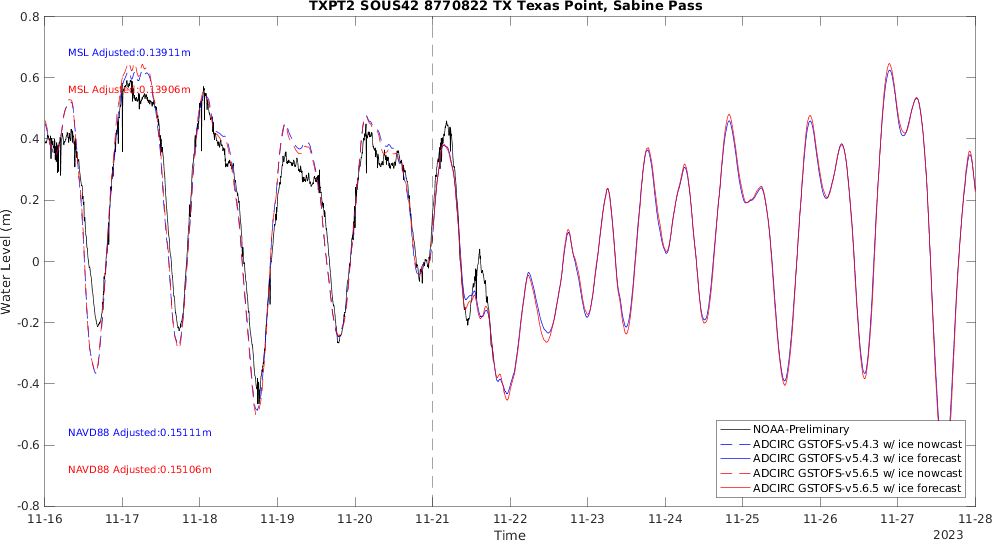 TXPT2 SOUS42 8770822 TX Texas Point, Sabine Pass
0.8
0.6
0.4
0.2
0
-0.2
-0.4
-0.6
-0.8
Water Level (m)
MSL Adjusted:0.13911m
MSL Adjusted:0.13906m
NAVD88 Adjusted:0.15111m
NAVD88 Adjusted:0.15106m
NOAA-Preliminary
ADCIRC GSTOFS-v5.4.3 w/ ice nowcast
ADCIRC GSTOFS-v5.4.3 w/ ice forecast
ADCIRC GSTOFS-v5.6.5 w/ ice nowcast
ADCIRC GSTOFS-v5.6.5 w/ ice forecast
11-16 11-17 11-18 11-19 11-20 11-21 11-22 11-23 11-24 11-25 11-26 11-27 11-28
Time
2023